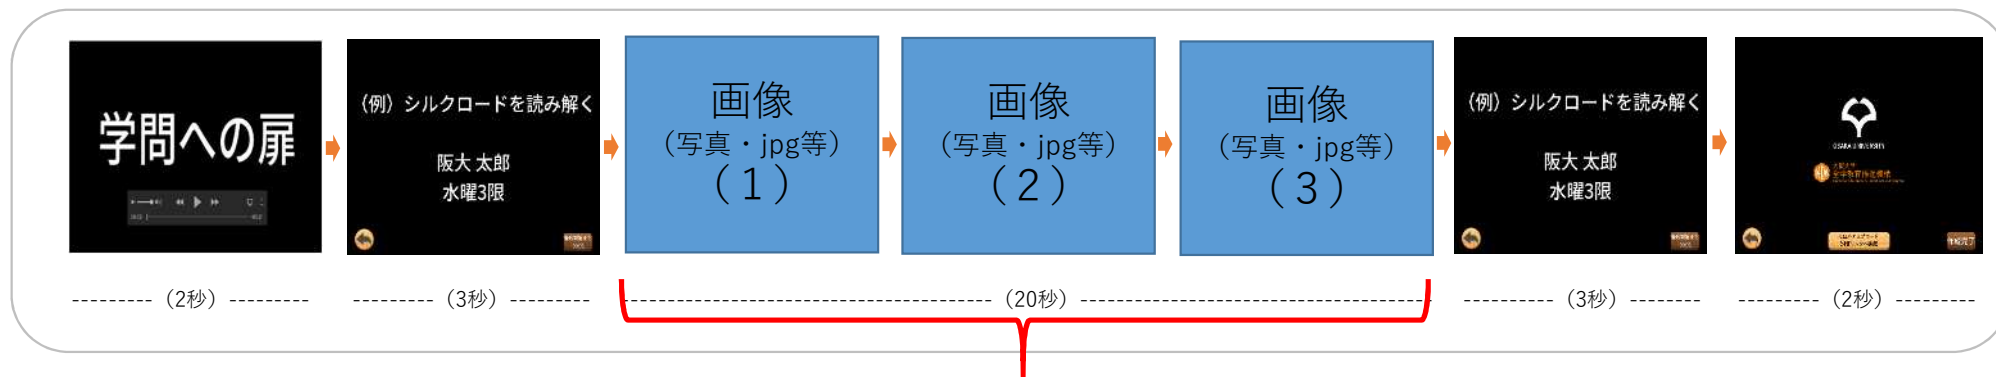 学問への扉
（例）シルクロードを読み解く
阪大 太郎
水曜3限
画像
（写真・jpg等）
（1）
画像
（写真・jpg等）
（2）
画像
（写真・jpg等）
（3）
（例）シルクロードを読み解く
阪大 太郎
水曜3限
OSAKA UNIVERSITY
--------- （2秒） ---------
--------- （3秒） ---------
（20秒）
---------- （3秒） --------
--------- （2秒） ---------